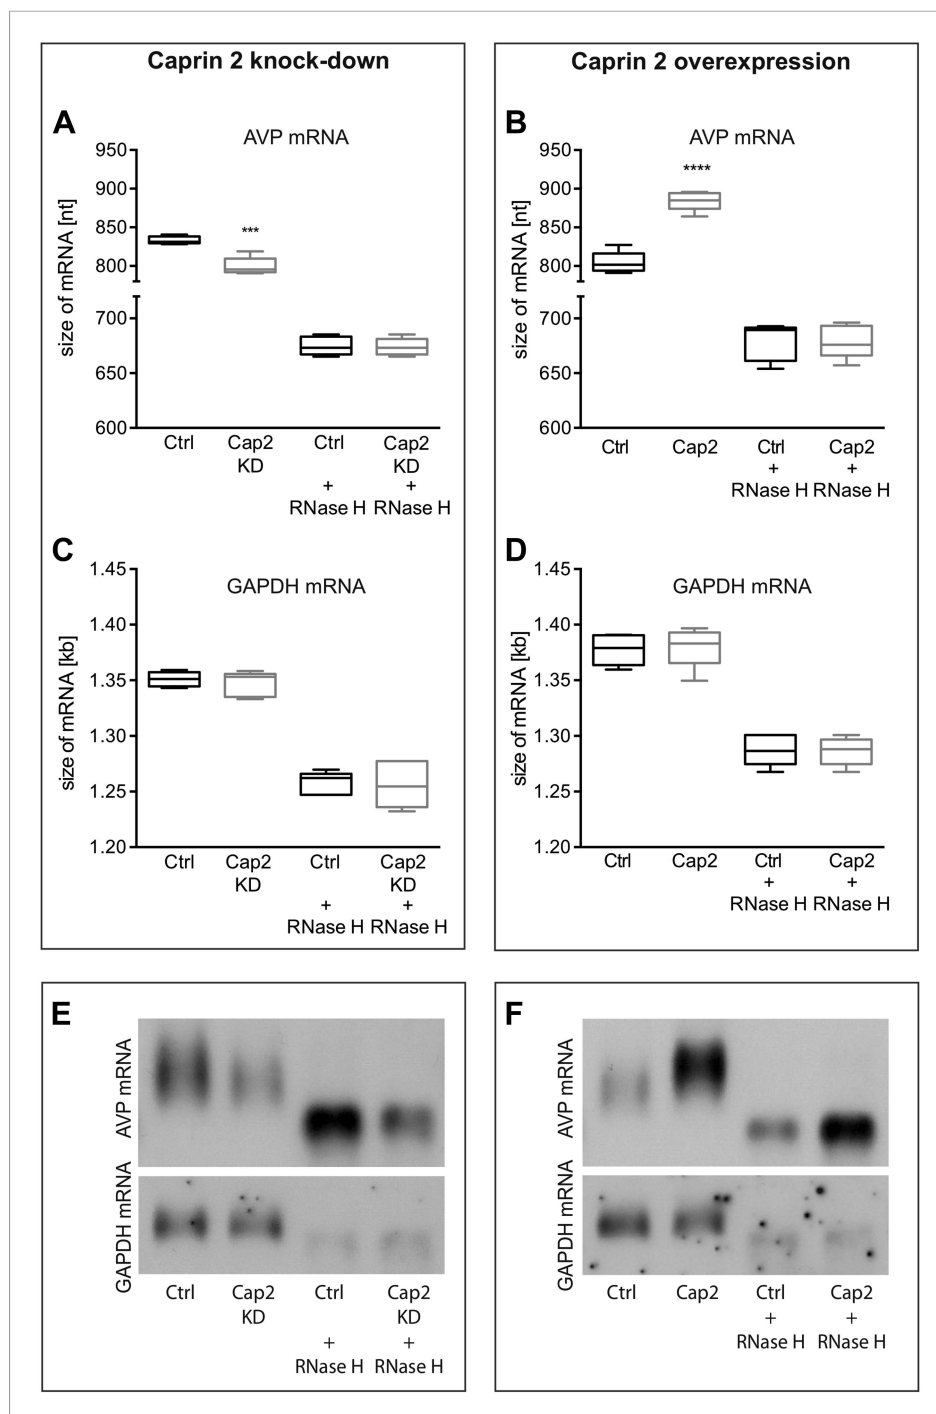 Caprin 2 knock-down
A
AVP mRNA
size of mRNA [nt]
950
900
850
800
700
650
600
***
Ctrl Cap2 Ctrl Cap2
KD KD
+ +
RNase H RNase H
C
GAPDH mRNA
size of mRNA [kb]
1.45
1.40
1.35
1.30
1.25
1.20
Ctrl Cap2 Ctrl Cap2
KD KD
+ +
RNase H RNase H
Caprin 2 overexpression
B
AVP mRNA
size of mRNA [nt]
950
900
850
800
700
650
600
****
Ctrl Cap2 Ctrl Cap2
+ +
RNase H RNase H
D
GAPDH mRNA
size of mRNA [kb]
1.45
1.40
1.35
1.30
1.25
1.20
Ctrl Cap2 Ctrl Cap2
+ +
RNase H RNase H
E
AVP mRNA
GAPDH mRNA
Ctrl Cap2 Ctrl Cap2
KD KD
+ +
RNase H RNase H
F
AVP mRNA
GAPDH mRNA
Ctrl Cap2 Ctrl Cap2
+ +
RNase H RNase H